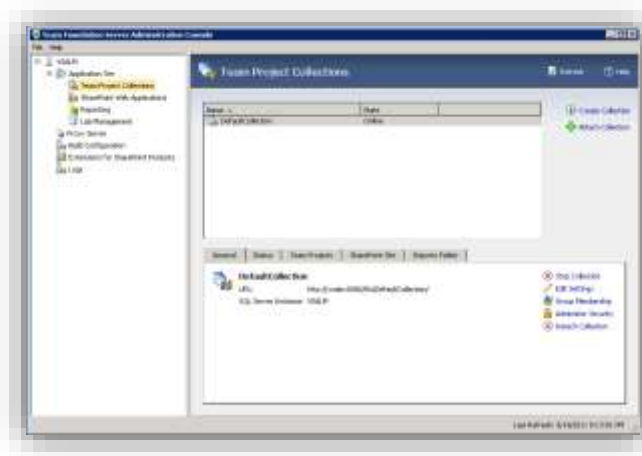 Team Foundation Server Administration Console
File Help
Application Tier
Team Project Collections
SharePoint Web Applications
Reporting
Lab Management
Proxy Server
Build Configuration
Extensions for SharePoint Products
Logs
Team Project Collections
Refresh Help
Name State
DefaultCollection Online
Create Collection
Attach Collection
General Status Team Projects SharePoint Site Reports Folder
DefaultCollection
URL:
SQL Server Instance:
Stop Collection
Edit Settings
Group Membership
Administer Security
Detach Collection
Last Refresh: